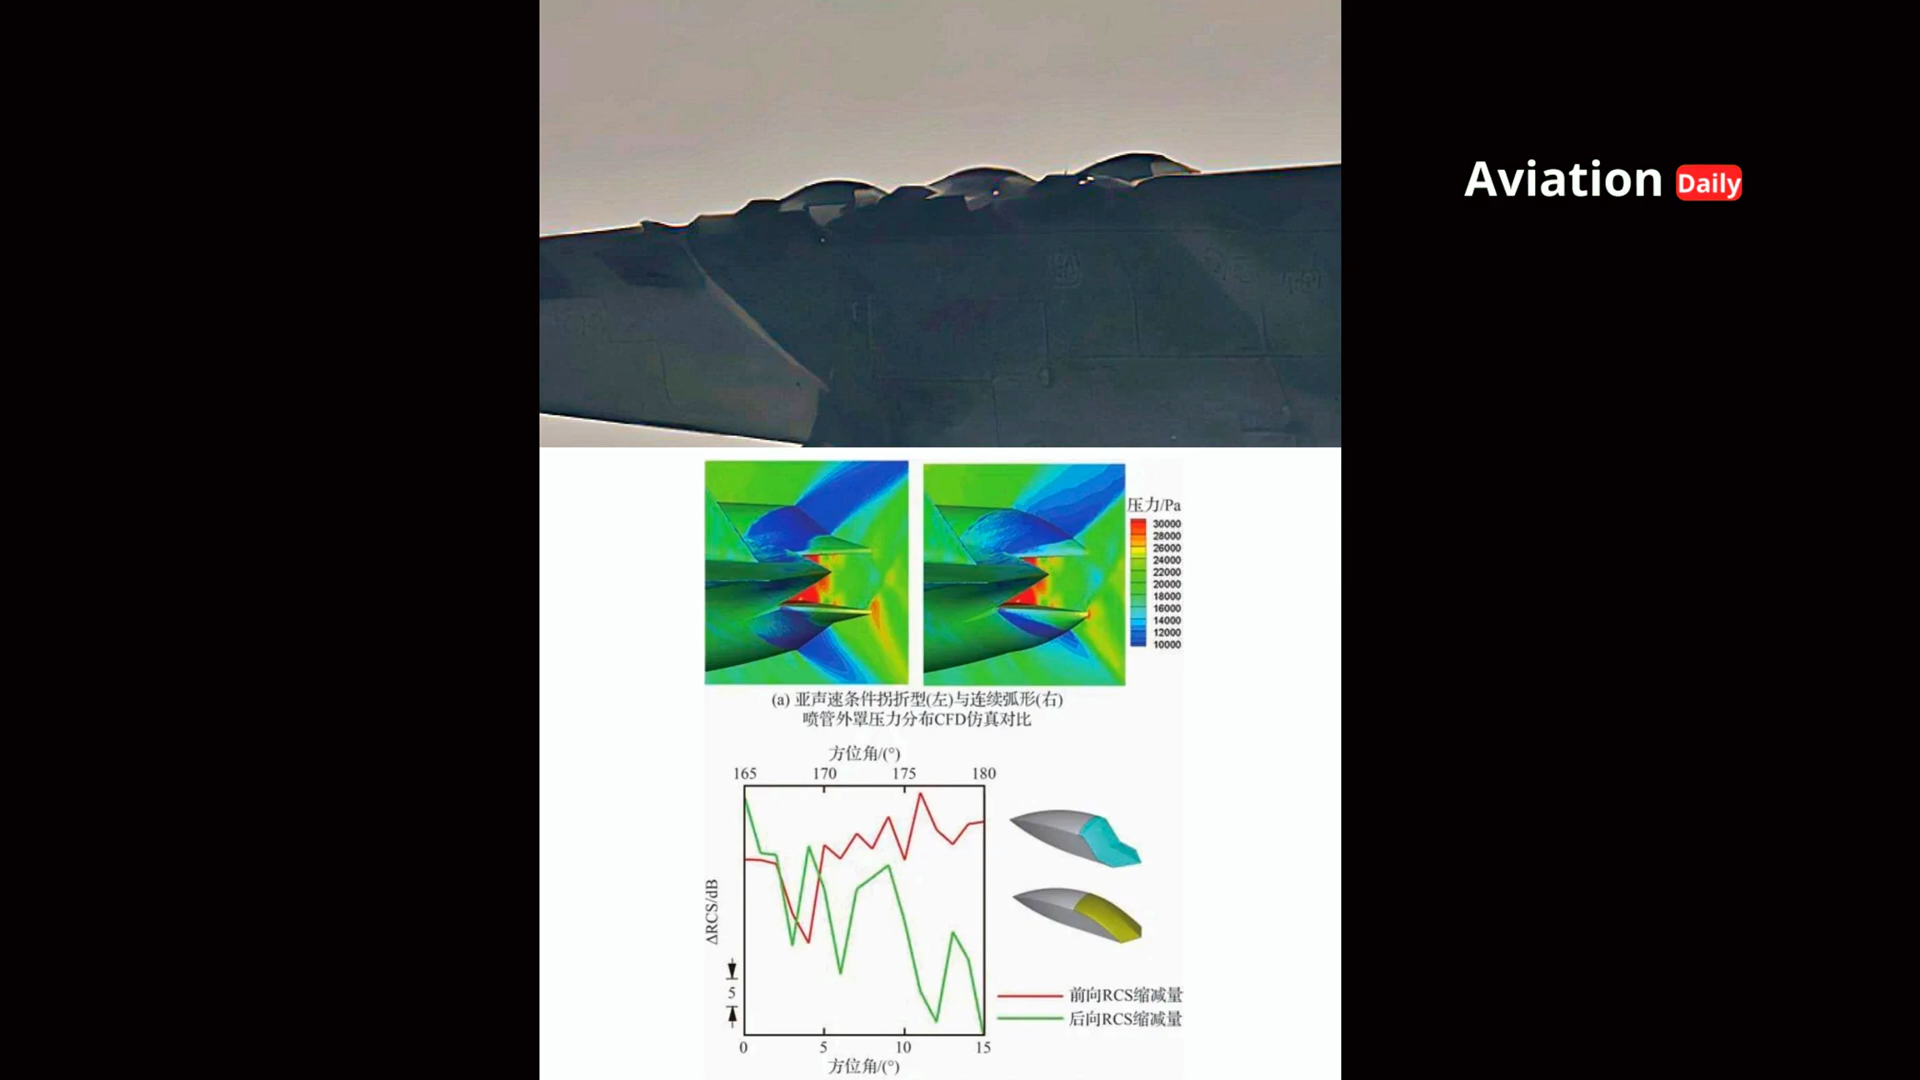 Aviation Daily
压力/Pa
30000
28000
26000
24000
22000
20000
18000
16000
14000
12000
10000
(a) 亚声速条件拐折型(左)与连续弧形(右)
喷管外罩压力分布CFD仿真对比
方位角/(°)
165 170 175 180
ΔRCS/dB
5
前向RCS缩减量
后向RCS缩减量
0 5 10 15
方位角/(°)